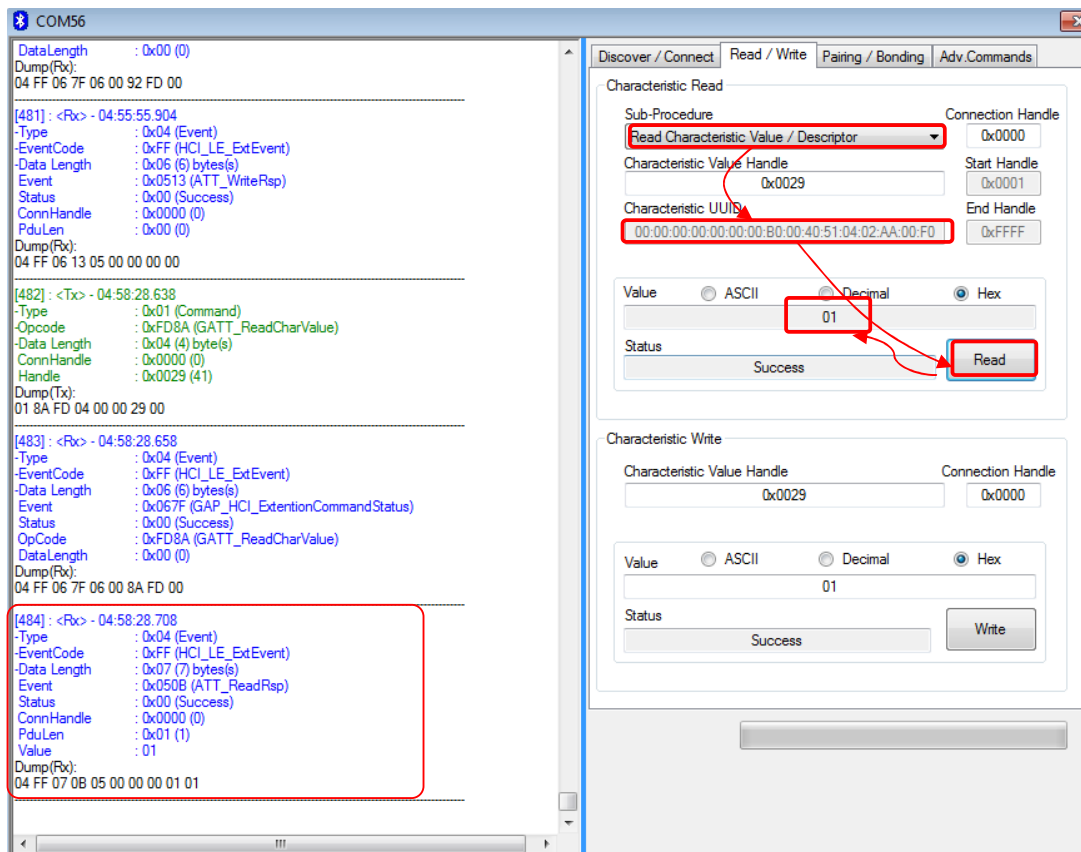 COM56
DataLength : 0x00 (0)
Dump(Rx):
04 FF 06 7F 06 00 92 FD 00
[481] : <Rx> - 04:55:55.904
-Type : 0x04 (Event)
-EventCode : 0xFF (HCI_LE_ExtEvent)
-Data Length : 0x06 (6) bytes(s)
Event : 0x0513 (ATT_WriteRsp)
Status : 0x00 (Success)
ConnHandle : 0x0000 (0)
PduLen : 0x00 (0)
Dump(Rx):
04 FF 06 13 05 00 00 00 00
[482] : <Tx> - 04:58:28.638
-Type : 0x01 (Command)
-Opcode : 0xFD8A (GATT_ReadCharValue)
-Data Length : 0x04 (4) byte(s)
ConnHandle : 0x0000 (0)
Handle : 0x0029 (41)
Dump(Tx):
01 8A FD 04 00 00 29 00
[483] : <Rx> - 04:58:28.658
-Type : 0x04 (Event)
-EventCode : 0xFF (HCI_LE_ExtEvent)
-Data Length : 0x06 (6) bytes(s)
Event : 0x067F (GAP_HCI_ExtentionCommandStatus)
Status : 0x00 (Success)
OpCode : 0xFD8A (GATT_ReadCharValue)
DataLength : 0x00 (0)
Dump(Rx):
04 FF 06 7F 06 00 8A FD 00
[484] : <Rx> - 04:58:28.708
-Type : 0x04 (Event)
-EventCode : 0xFF (HCI_LE_ExtEvent)
-Data Length : 0x07 (7) bytes(s)
Event : 0x050B (ATT_ReadRsp)
Status : 0x00 (Success)
ConnHandle : 0x0000 (0)
PduLen : 0x01 (1)
Value : 01
Dump(Rx):
04 FF 07 0B 05 00 00 00 01 01
Discover / Connect Read / Write Pairing / Bonding Adv.Commands
Characteristic Read
Sub-Procedure Connection Handle
Read Characteristic Value / Descriptor 0x0000
Characteristic Value Handle Start Handle
0x0029 0x0001
Characteristic UUID End Handle
00:00:00:00:00:00:00:B0:00:40:51:04:02:AA:00:F0 0xFFFF
Value ASCII Decimal Hex
01
Status
Success Read
Characteristic Write
Characteristic Value Handle Connection Handle
0x0029 0x0000
Value ASCII Decimal Hex
01
Status
Success Write